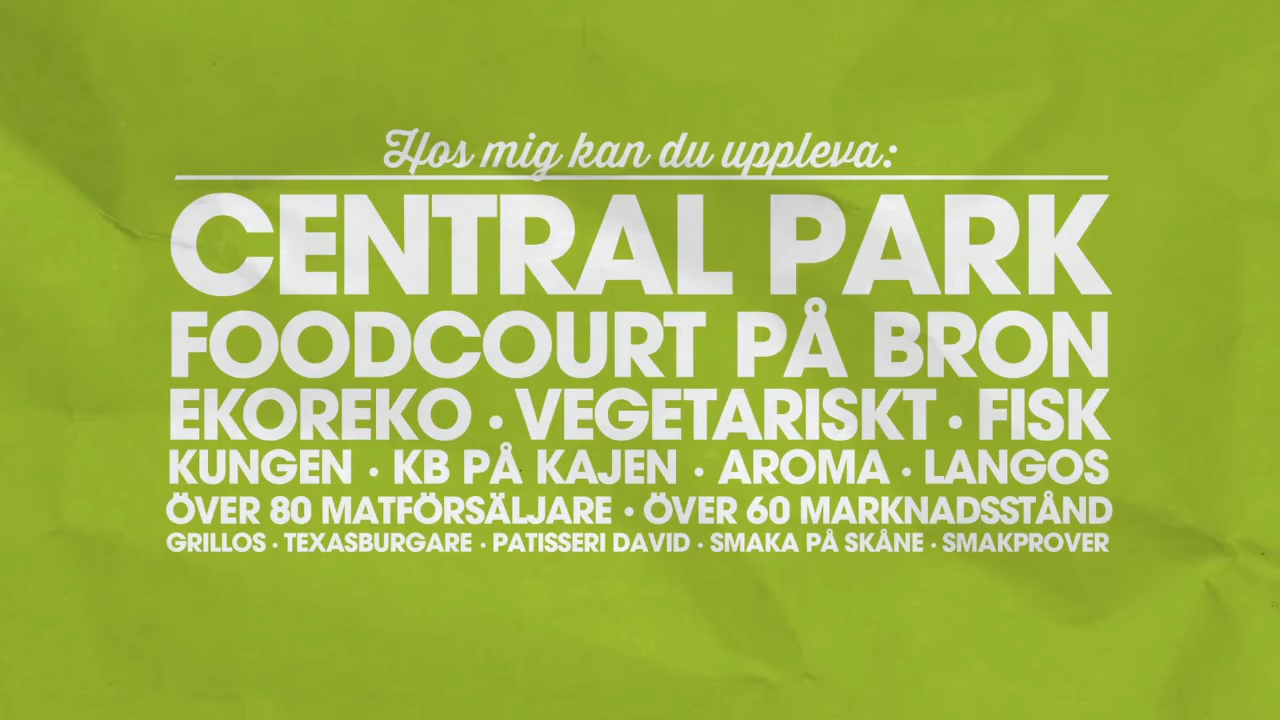 Hos mig kan du uppleva:
CENTRAL PARK
FOODCOURT PÅ BRON
EKOREKO · VEGETARISKT · FISK
KUNGEN · KB PÅ KAJEN · AROMA · LANGOS
ÖVER 80 MATFÖRSÄLJARE · ÖVER 60 MARKNADSSTÅND
GRILLOS · TEXASBURGARE · PATISSERI DAVID · SMAKA PÅ SKÅNE · SMAKPROVER